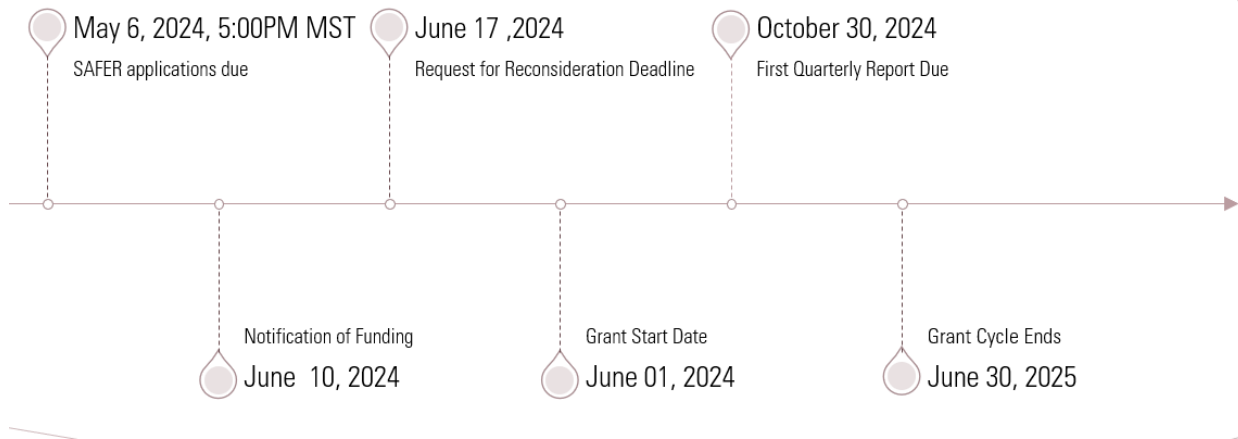 May 6, 2024, 5:00PM MST
SAFER applications due
June 17 ,2024
Request for Reconsideration Deadline
October 30, 2024
First Quarterly Report Due
Notification of Funding
June 10, 2024
Grant Start Date
June 01, 2024
Grant Cycle Ends
June 30, 2025